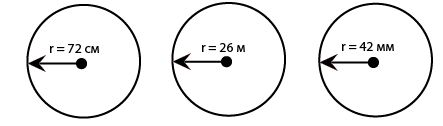 r = 72 см
r = 26 м
r = 42 мм